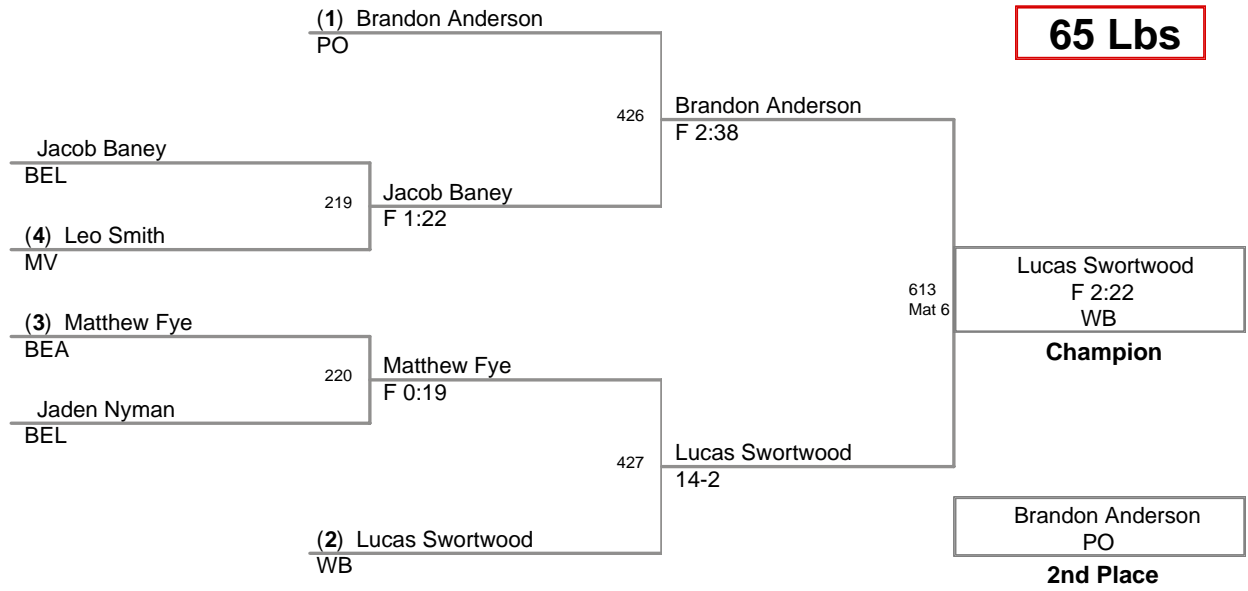 (1) Brandon Anderson
PO
65 Lbs
426
Brandon Anderson
F 2:38
Jacob Baney
BEL
219
Jacob Baney
F 1:22
(4) Leo Smith
MV
613
Mat 6
Lucas Swortwood
F 2:22
WB
Champion
(3) Matthew Fye
BEA
220
Matthew Fye
F 0:19
Jaden Nyman
BEL
427
Lucas Swortwood
14-2
(2) Lucas Swortwood
WB
Brandon Anderson
PO
2nd Place